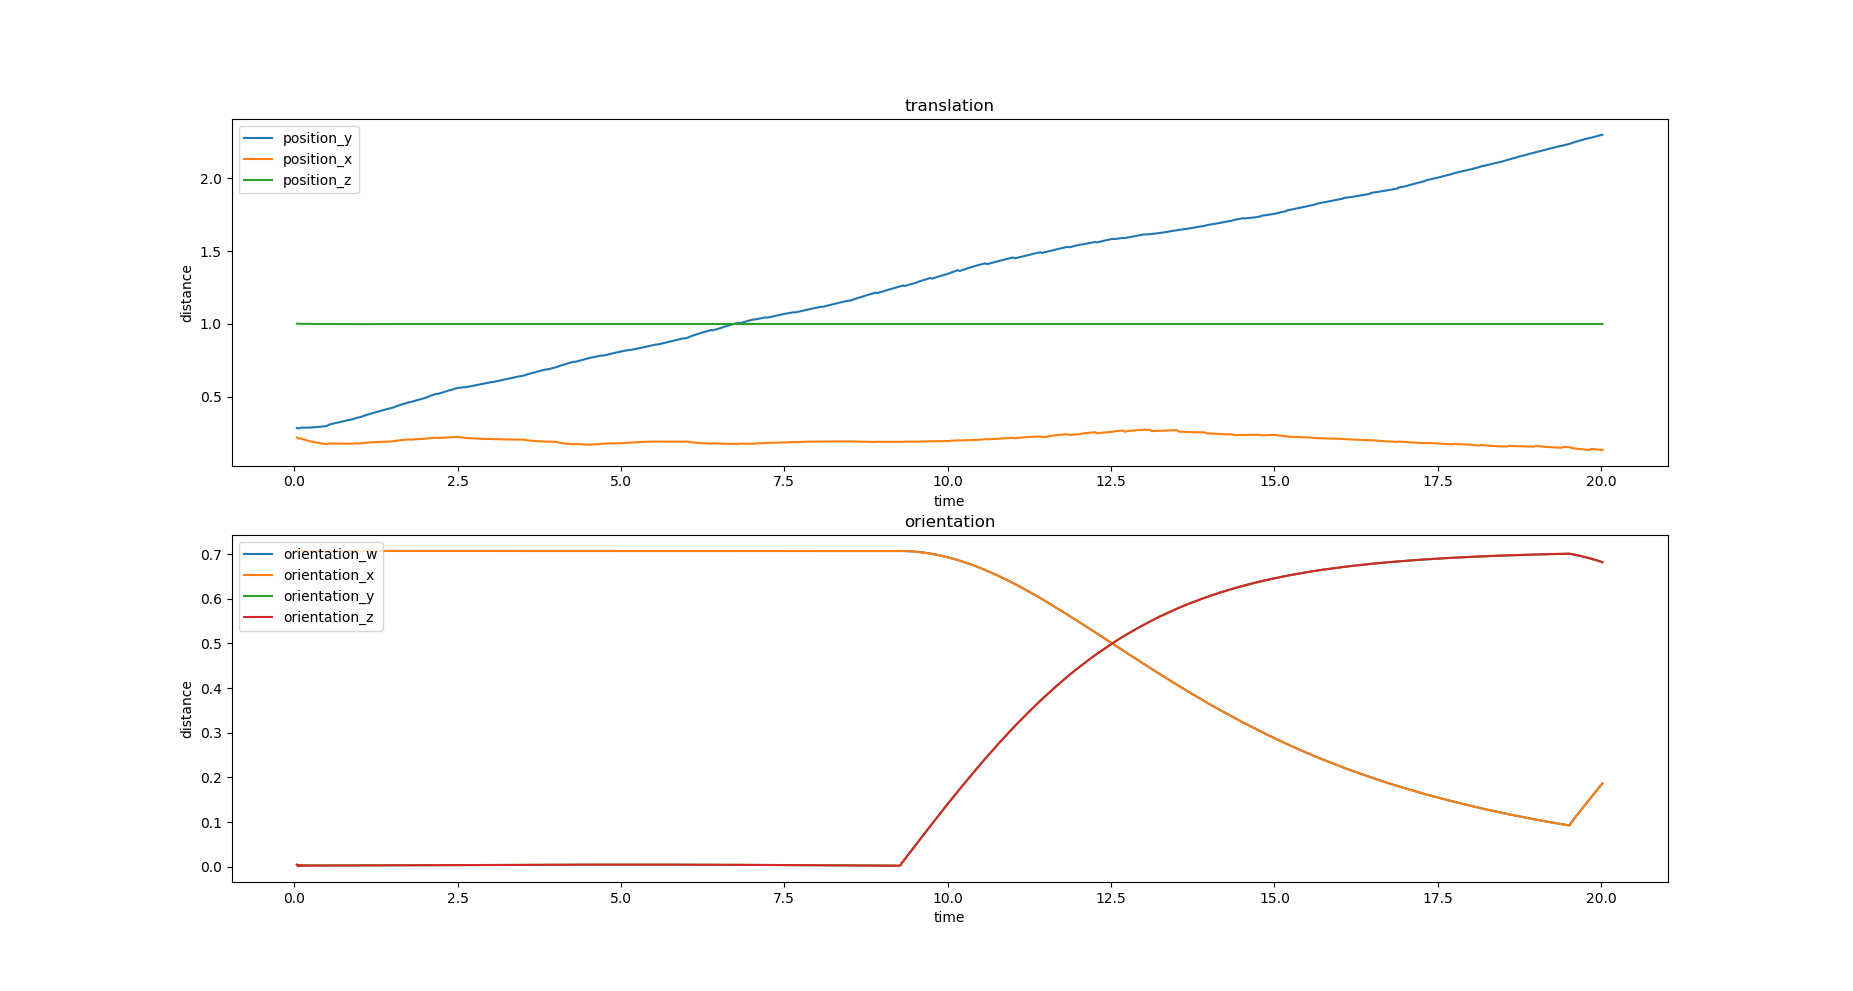 translation
position_y
position_x
position_z
2.0
1.5
1.0
0.5
distance
0.0 2.5 5.0 7.5 10.0 12.5 15.0 17.5 20.0
time
orientation
orientation_w
orientation_x
orientation_y
orientation_z
0.7
0.6
0.5
0.4
0.3
0.2
0.1
0.0
distance
0.0 2.5 5.0 7.5 10.0 12.5 15.0 17.5 20.0
time